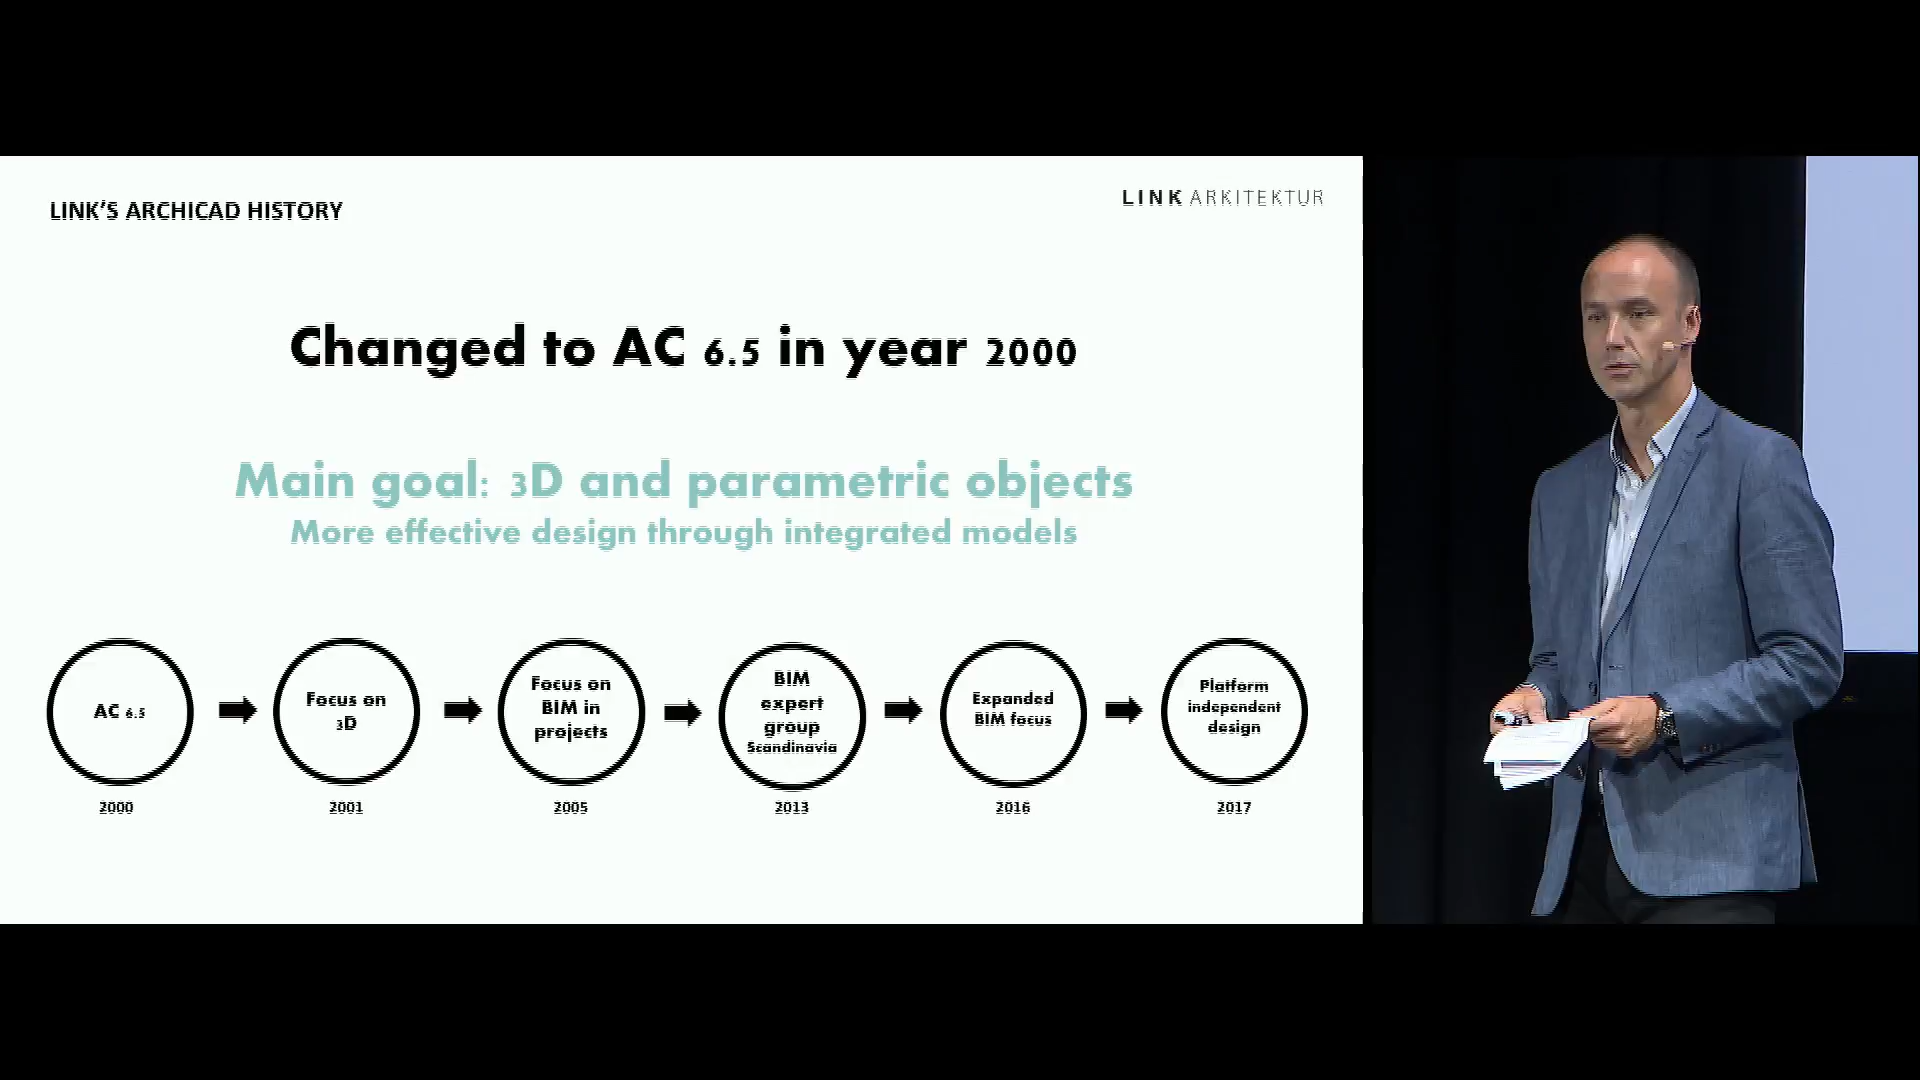 LINK'S ARCHICAD HISTORY
LINK ARKITEKTUR
Changed to AC 6.5 in year 2000
Main goal: 3D and parametric objects
More effective design through integrated models
AC 6.5
2000
Focus on
3D
2001
Focus on
BIM in
projects
2005
BIM
expert
group
Scandinavia
2013
Expanded
BIM focus
2016
Platform
independent
design
2017